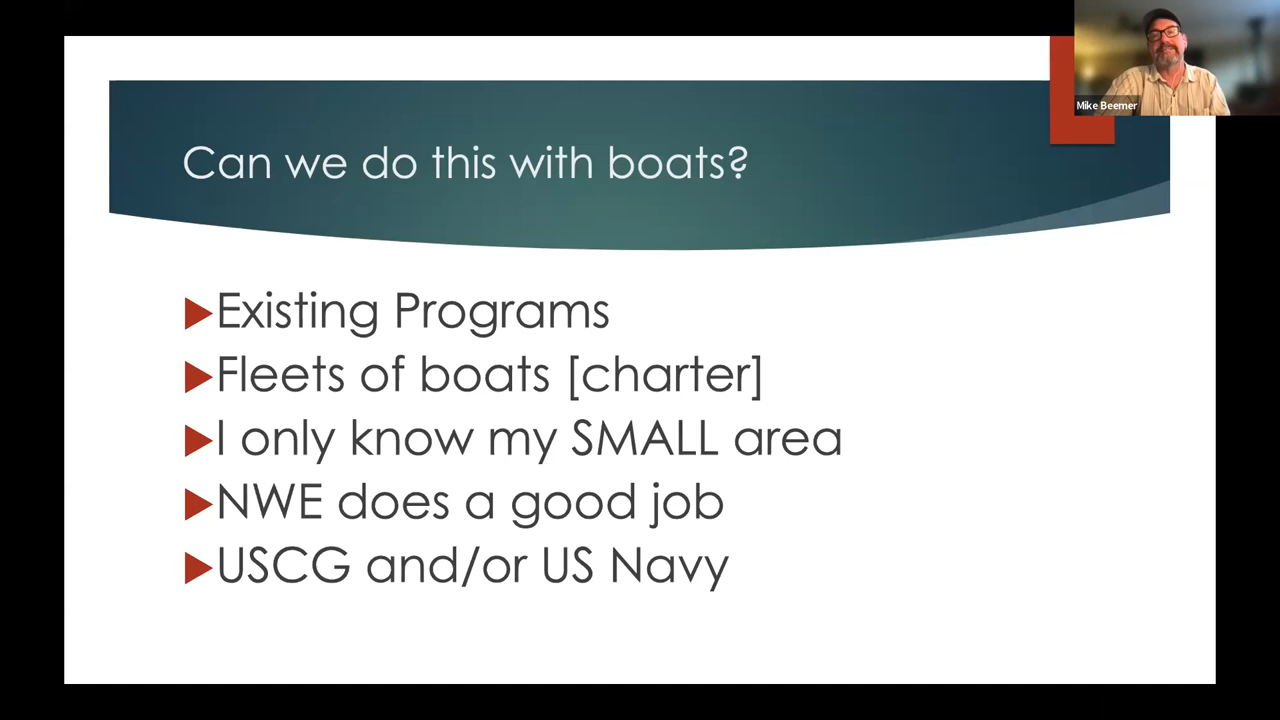 Mike Beemer
Can we do this with boats?
Existing Programs
Fleets of boats [charter]
I only know my SMALL area
NWE does a good job
USCG and/or US Navy